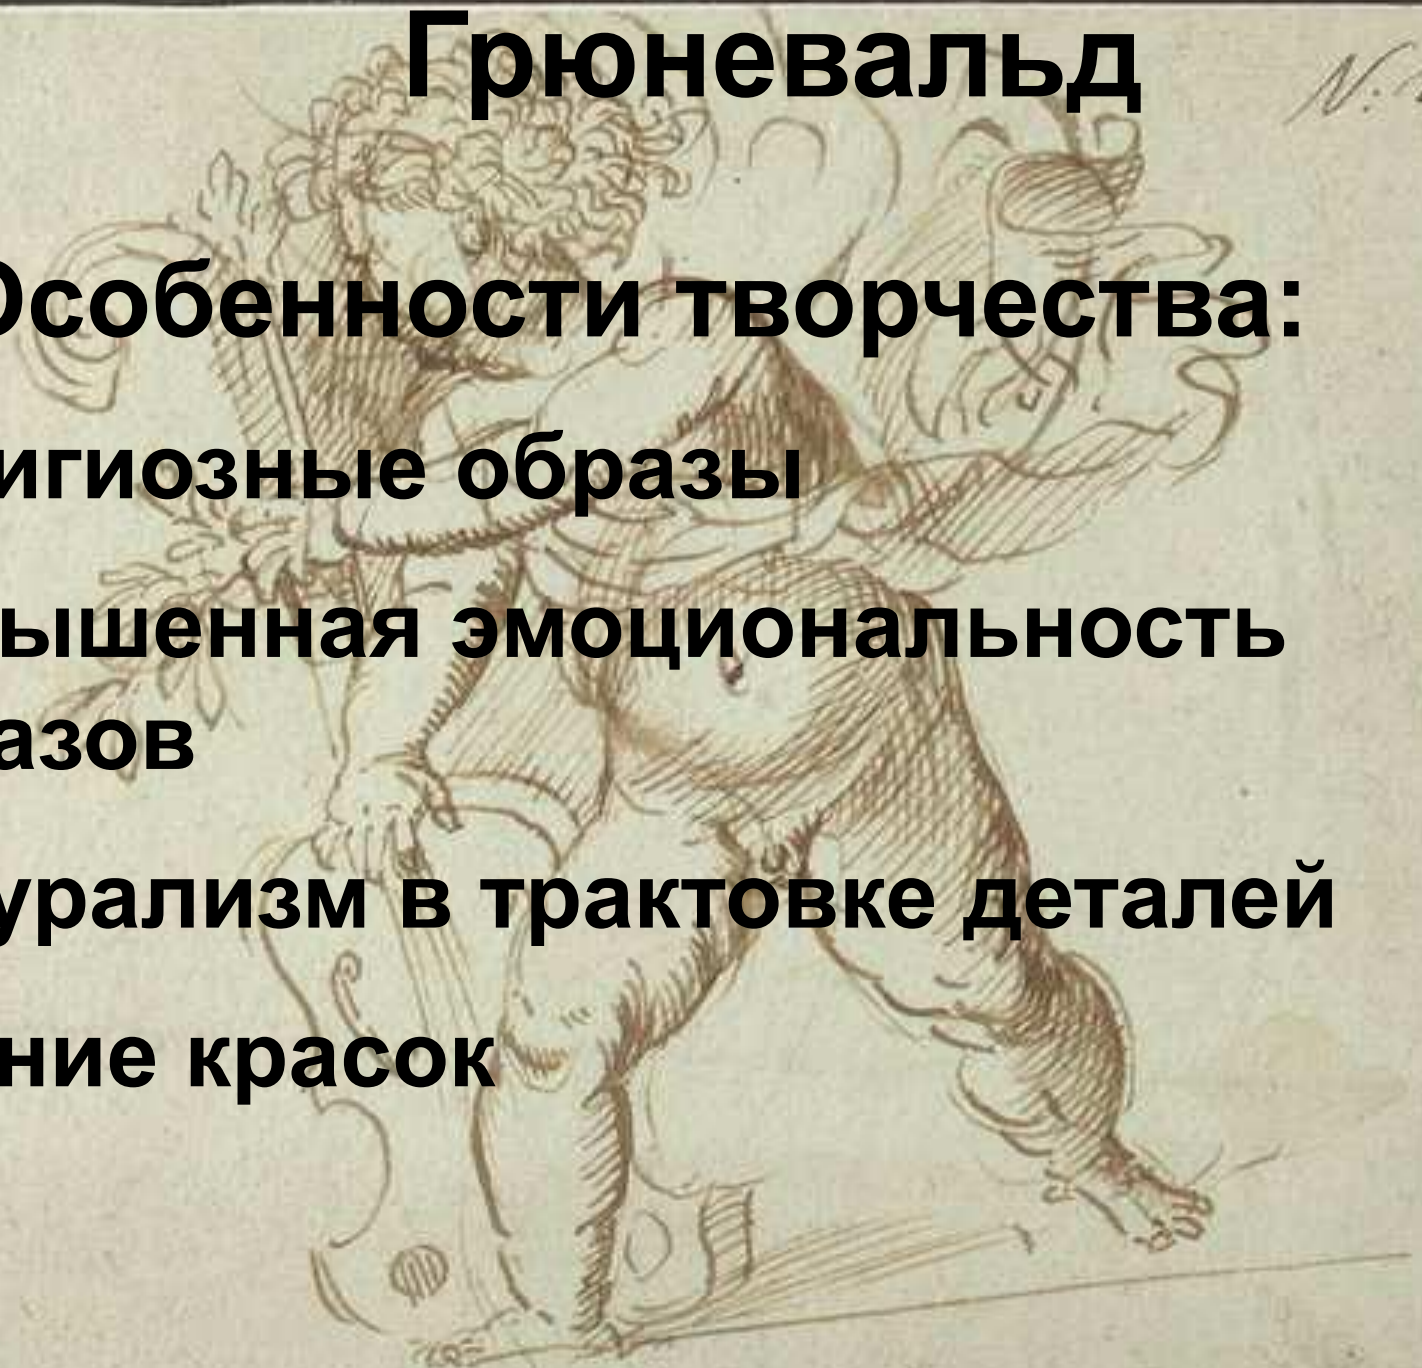 Грюневальд
Особенности творчества:
игиозные образы
ышенная эмоциональность
азов
урализм в трактовке деталей
ние красок
N: